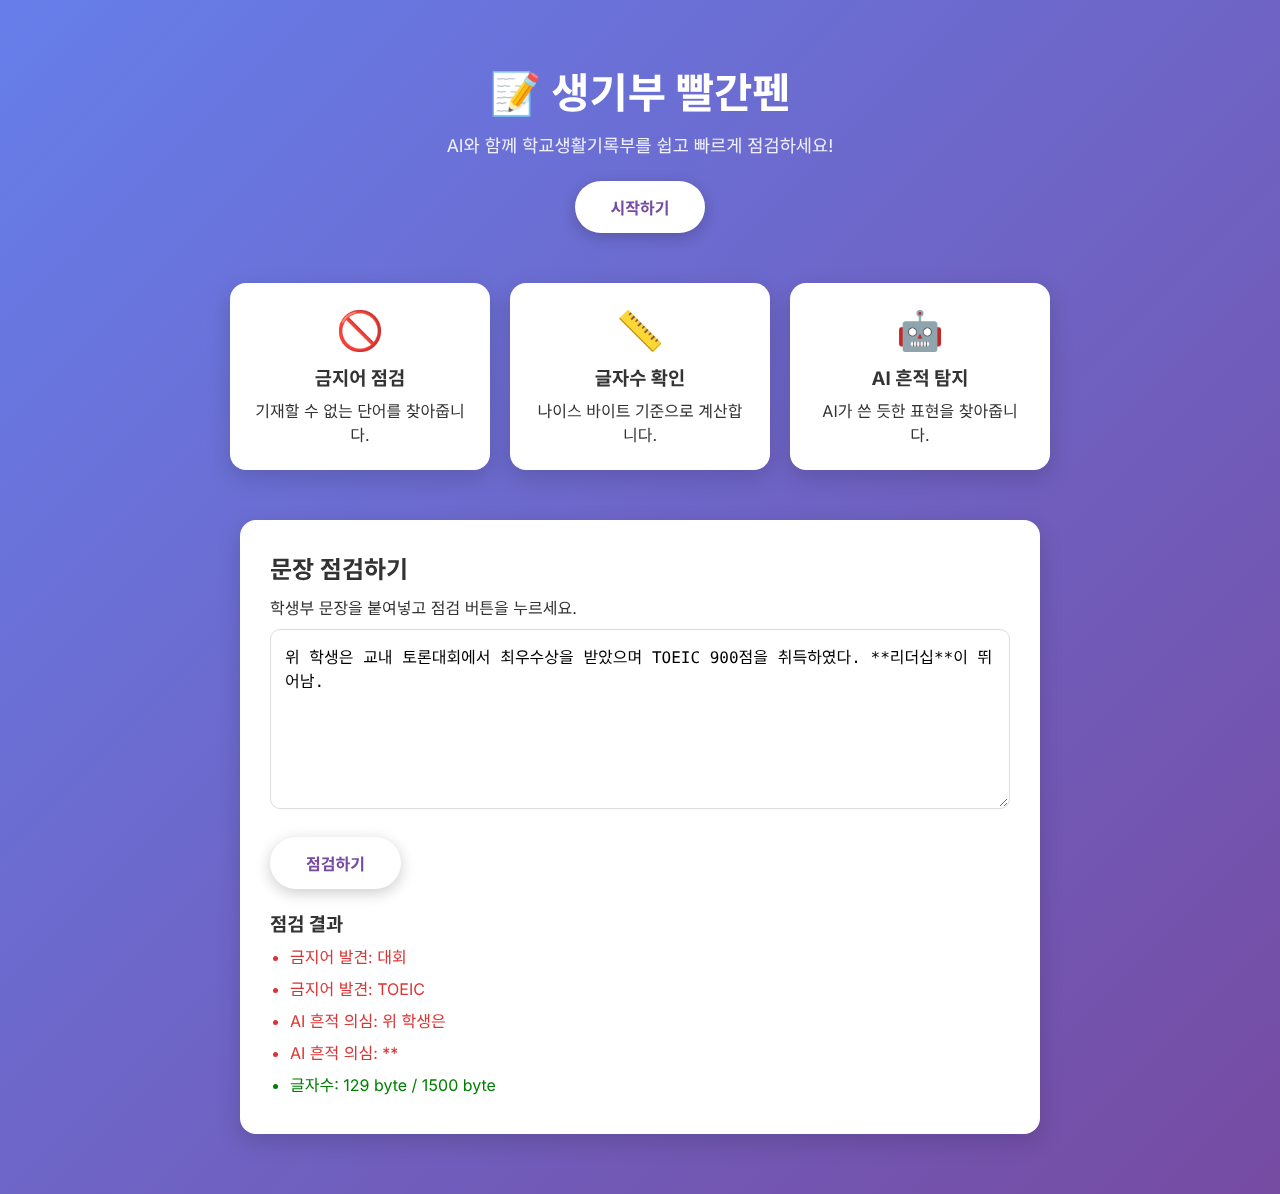 📝 생기부 빨간펜
AI와 함께 학교생활기록부를 쉽고 빠르게 점검하세요!
시작하기
금지어 점검
기재할 수 없는 단어를 찾아줍니
다.
글자수 확인
나이스 바이트 기준으로 계산합
니다.
AI 흔적 탐지
AI가 쓴 듯한 표현을 찾아줍니
다.
문장 점검하기
학생부 문장을 붙여넣고 점검 버튼을 누르세요.
위 학생은 교내 토론대회에서 최우수상을 받았으며 TOEIC 900점을 취득하였다. **리더십**이 뛰
어남.
점검하기
점검 결과
• 금지어 발견: 대회
• 금지어 발견: TOEIC
• AI 흔적 의심: 위 학생은
• AI 흔적 의심: **
• 글자수: 129 byte / 1500 byte